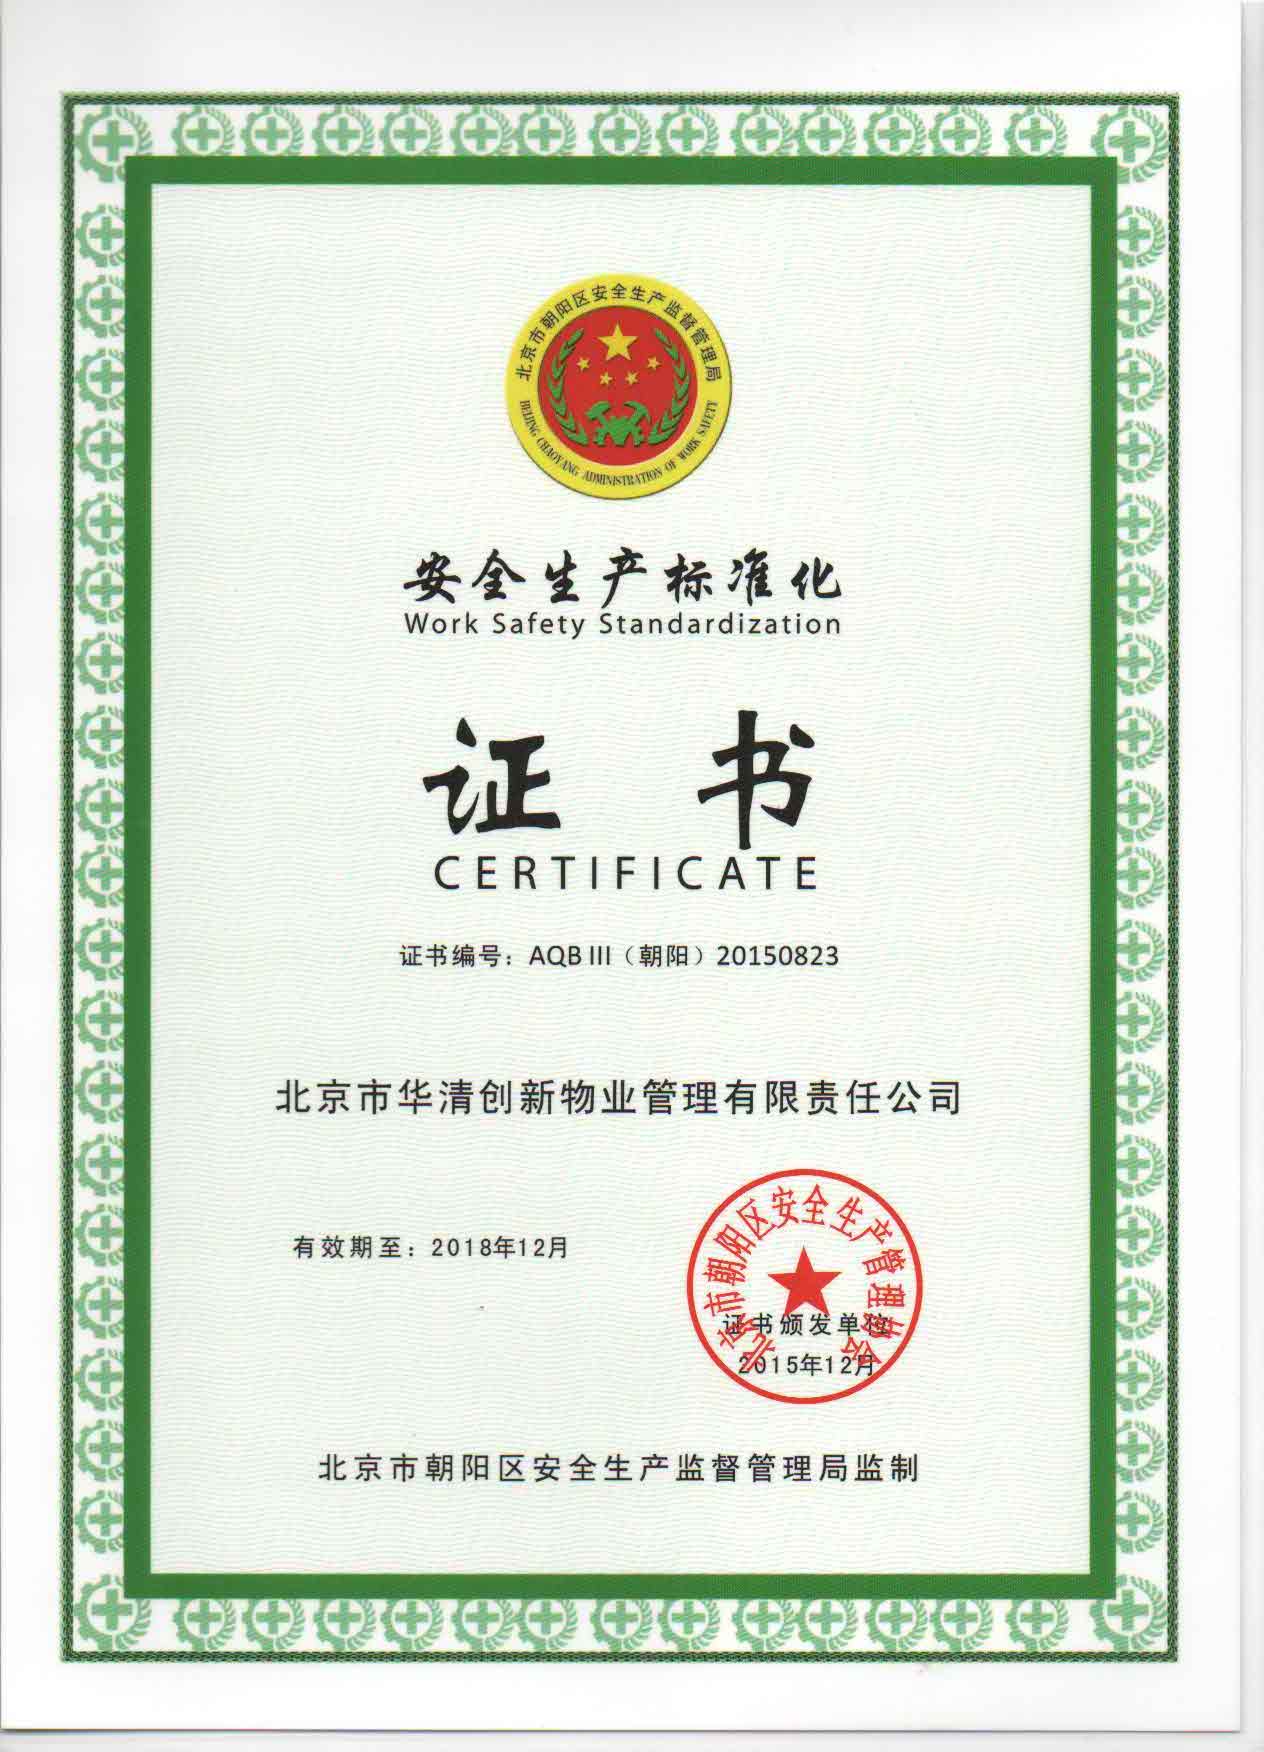 北京市朝阳区安全生产监督管理局
BEIJING CHAOYANG ADMINISTRATION OF WORK SAFETY
安全生产标准化
Work Safety Standardization
证书
CERTIFICATE
证书编号：AQB III（朝阳）20150823
北京市华清创新物业管理有限责任公司
有效期至：2018年12月
北京市朝阳区安全生产管理协会
证书颁发单位
2015年12月
北京市朝阳区安全生产监督管理局监制